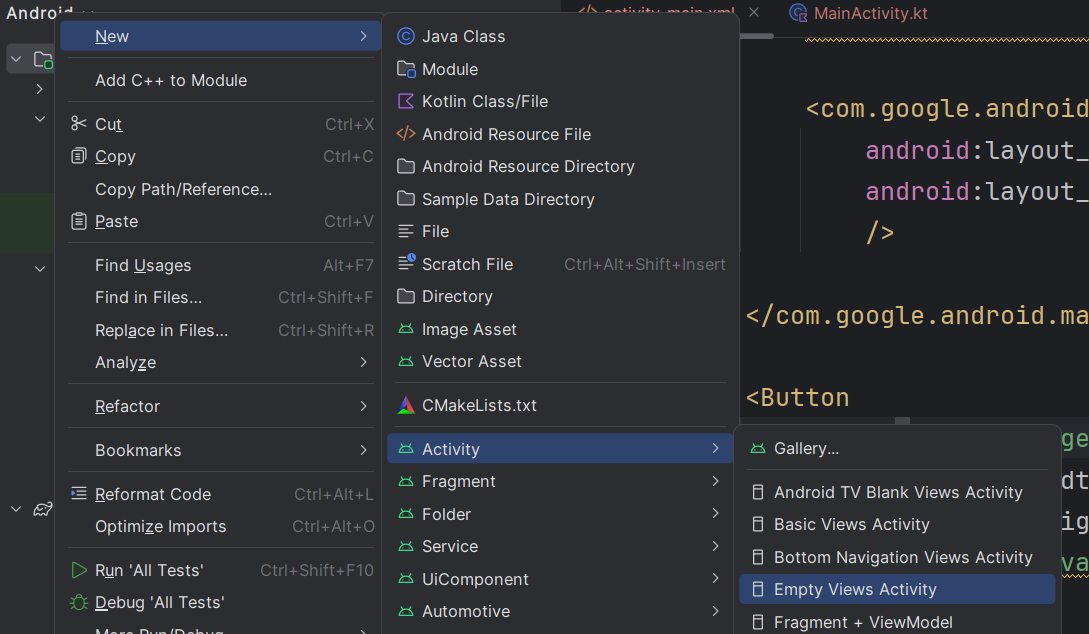 Android
New
Add C++ to Module
Cut Ctrl+X
Copy Ctrl+C
Copy Path/Reference...
Paste Ctrl+V
Find Usages Alt+F7
Find in Files... Ctrl+Shift+F
Replace in Files... Ctrl+Shift+R
Analyze
Refactor
Bookmarks
Reformat Code Ctrl+Alt+L
Optimize Imports Ctrl+Alt+O
Run 'All Tests' Ctrl+Shift+F10
Debug 'All Tests'
More Run/Debug
Java Class
Module
Kotlin Class/File
Android Resource File
Android Resource Directory
Sample Data Directory
File
Scratch File Ctrl+Alt+Shift+Insert
Directory
Image Asset
Vector Asset
CMakeLists.txt
Activity
Fragment
Folder
Service
UiComponent
Automotive
Gallery...
Android TV Blank Views Activity
Basic Views Activity
Bottom Navigation Views Activity
Empty Views Activity
Fragment + ViewModel
activity_main.xml
MainActivity.kt
<com.google.android
android:layout_
android:layout_
/>
</com.google.android.ma
<Button
ge
dt
ig
va